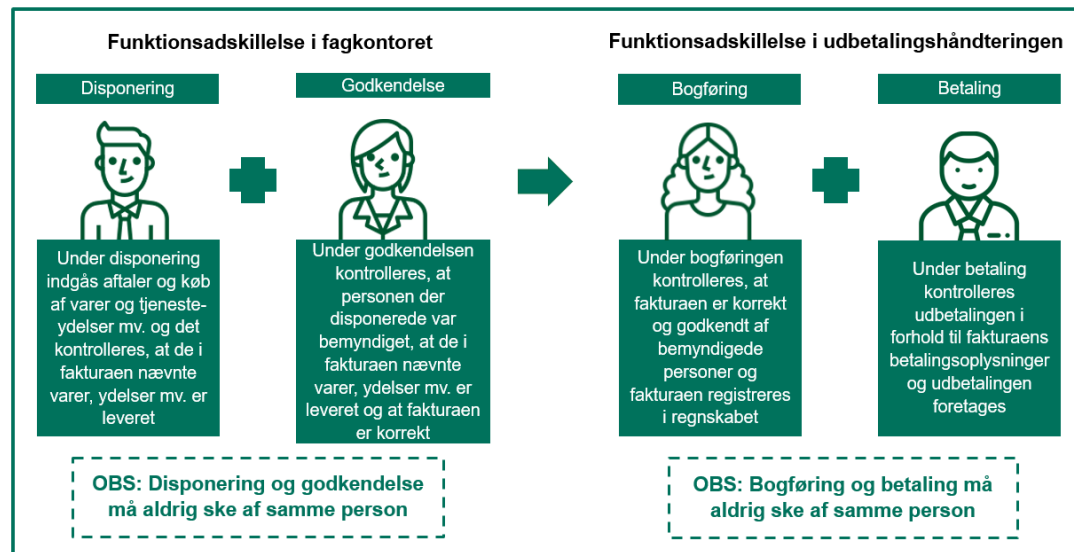 Funktionsadskillelse i fagkontoret
Disponering
Under disponering
indgås aftaler og køb
af varer og tjeneste-
ydelser mv. og det
kontrolleres, at de i
fakturaen nævnte
varer, ydelser mv. er
leveret
Godkendelse
Under godkendelsen
kontrolleres, at
personen der
disponerede var
bemyndiget, at de i
fakturaen nævnte
varer, ydelser mv. er
leveret og at fakturaen
er korrekt
OBS: Disponering og godkendelse
må aldrig ske af samme person
Funktionsadskillelse i udbetalingshåndteringen
Bogføring
Under bogføringen
kontrolleres, at
fakturaen er korrekt
og godkendt af
bemyndigede
personer og
fakturaen registreres
i regnskabet
Betaling
Under betaling
kontrolleres
udbetalingen i
forhold til fakturaens
betalingsoplysninger
og udbetalingen
foretages
OBS: Bogføring og betaling må
aldrig ske af samme person